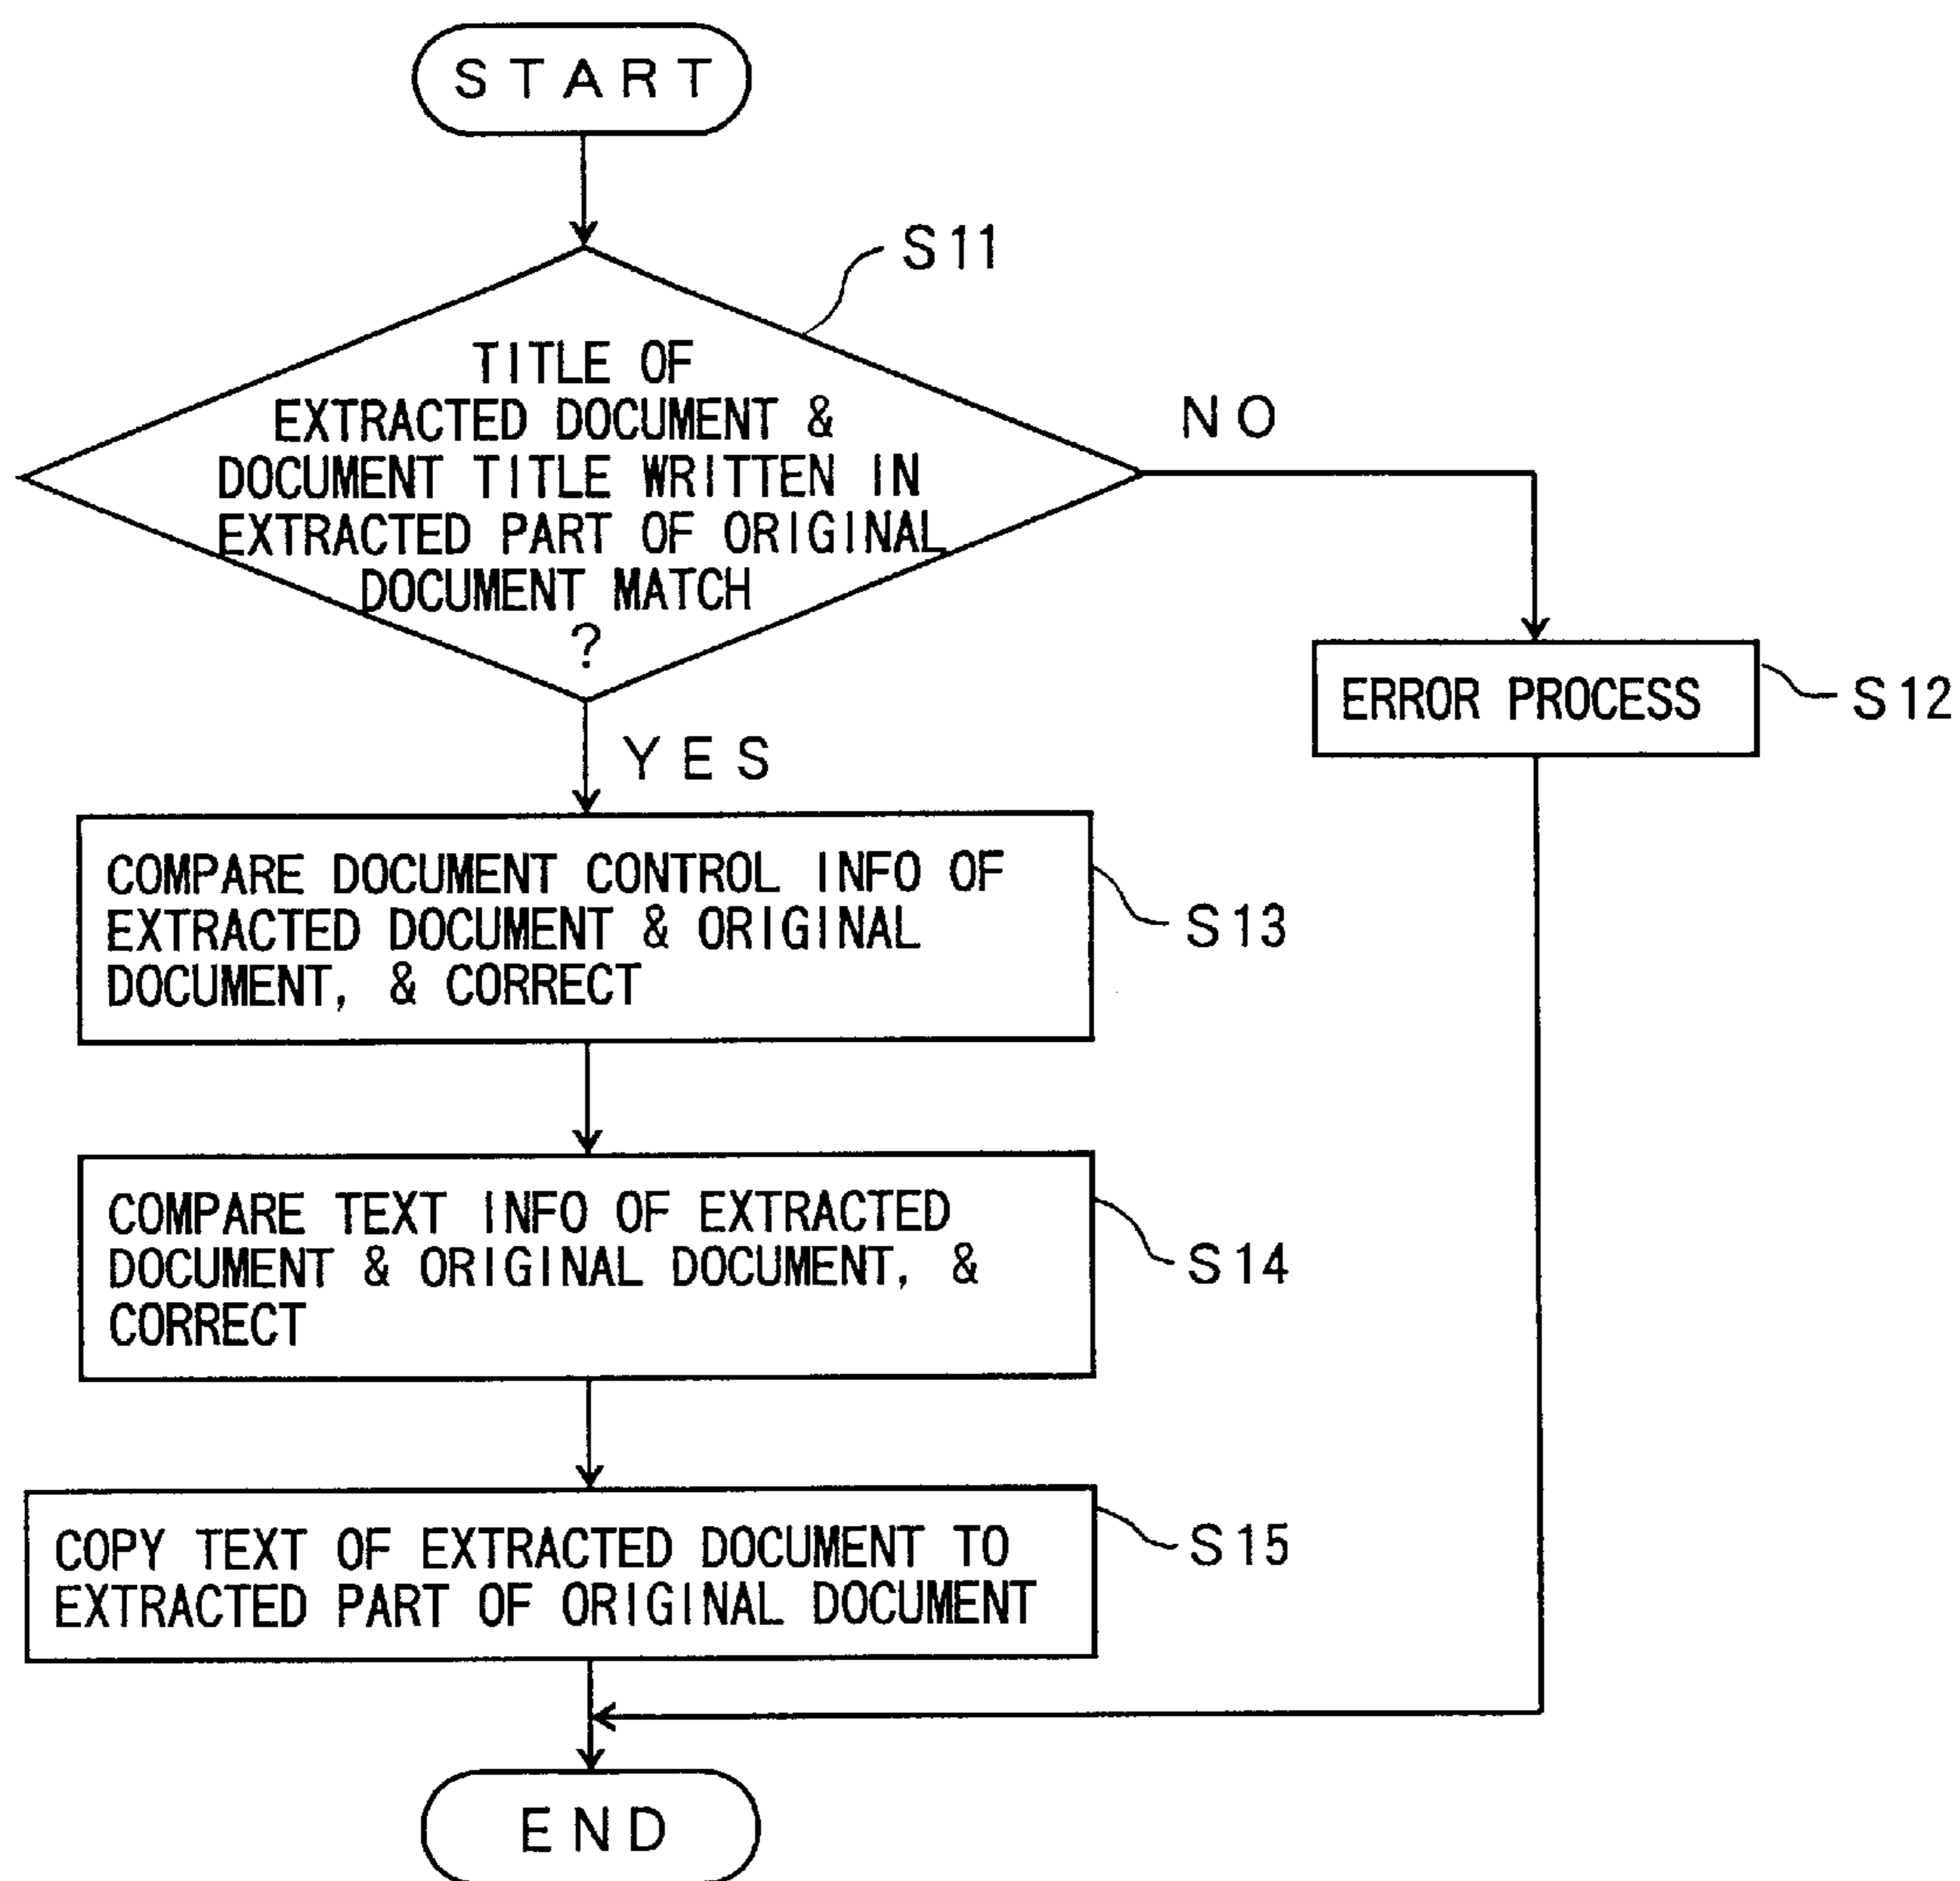 START
S11
TITLE OF
EXTRACTED DOCUMENT &
DOCUMENT TITLE WRITTEN IN
EXTRACTED PART OF ORIGINAL
DOCUMENT MATCH
?
NO
ERROR PROCESS
S12
YES
COMPARE DOCUMENT CONTROL INFO OF
EXTRACTED DOCUMENT & ORIGINAL
DOCUMENT, & CORRECT
S13
COMPARE TEXT INFO OF EXTRACTED
DOCUMENT & ORIGINAL DOCUMENT, &
CORRECT
S14
COPY TEXT OF EXTRACTED DOCUMENT TO
EXTRACTED PART OF ORIGINAL DOCUMENT
S15
END